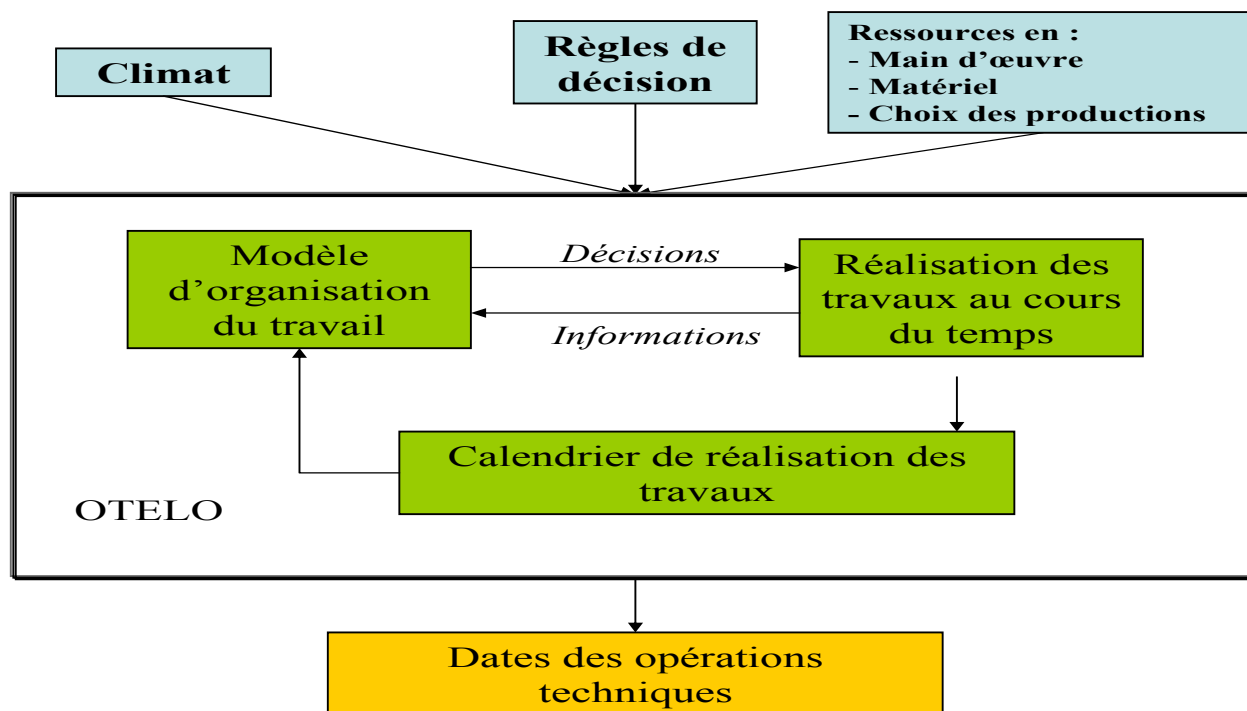 Climat
Règles de
décision
Ressources en :
- Main d’œuvre
- Matériel
- Choix des productions
Modèle
d’organisation
du travail
Décisions
Informations
Réalisation des
travaux au cours
du temps
Calendrier de réalisation des
travaux
OTELO
Dates des opérations
techniques